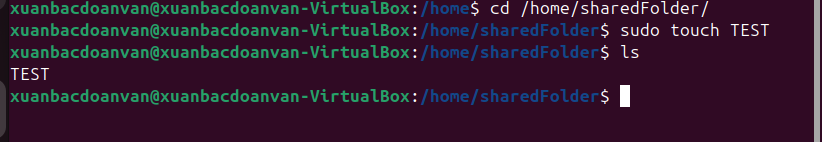 xuanbacdoanvan@xuanbacdoanvan-VirtualBox:/home$ cd /home/sharedFolder/
xuanbacdoanvan@xuanbacdoanvan-VirtualBox:/home/sharedFolder$ sudo touch TEST
xuanbacdoanvan@xuanbacdoanvan-VirtualBox:/home/sharedFolder$ ls
TEST
xuanbacdoanvan@xuanbacdoanvan-VirtualBox:/home/sharedFolder$